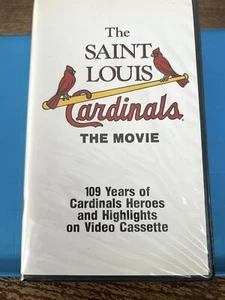 The
SAINT
LOUIS
Cardinals
THE MOVIE
109 Years of
Cardinals Heroes
and Highlights
on Video Cassette